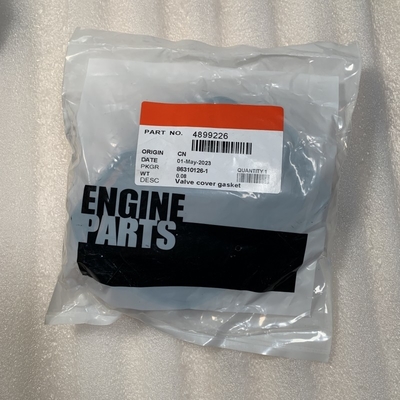 PART NO. 4899226
ORIGIN CN
DATE 01-May-2023
PKGR 86310126-1 QUANTERY 1
WT 0.08
DESC Valve cover gasket
ENGINE
PARTS